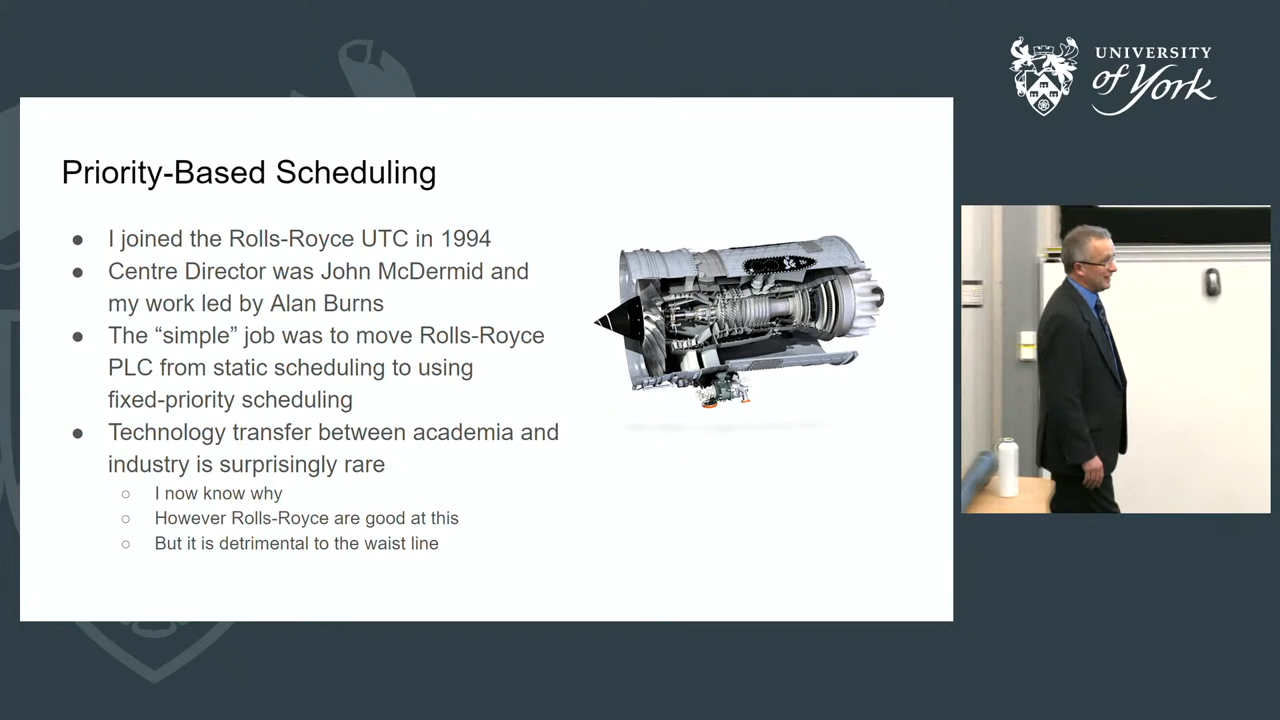 UNIVERSITY
of York
Priority-Based Scheduling
● I joined the Rolls-Royce UTC in 1994
● Centre Director was John McDermid and
my work led by Alan Burns
● The “simple” job was to move Rolls-Royce
PLC from static scheduling to using
fixed-priority scheduling
● Technology transfer between academia and
industry is surprisingly rare
○ I now know why
○ However Rolls-Royce are good at this
○ But it is detrimental to the waist line